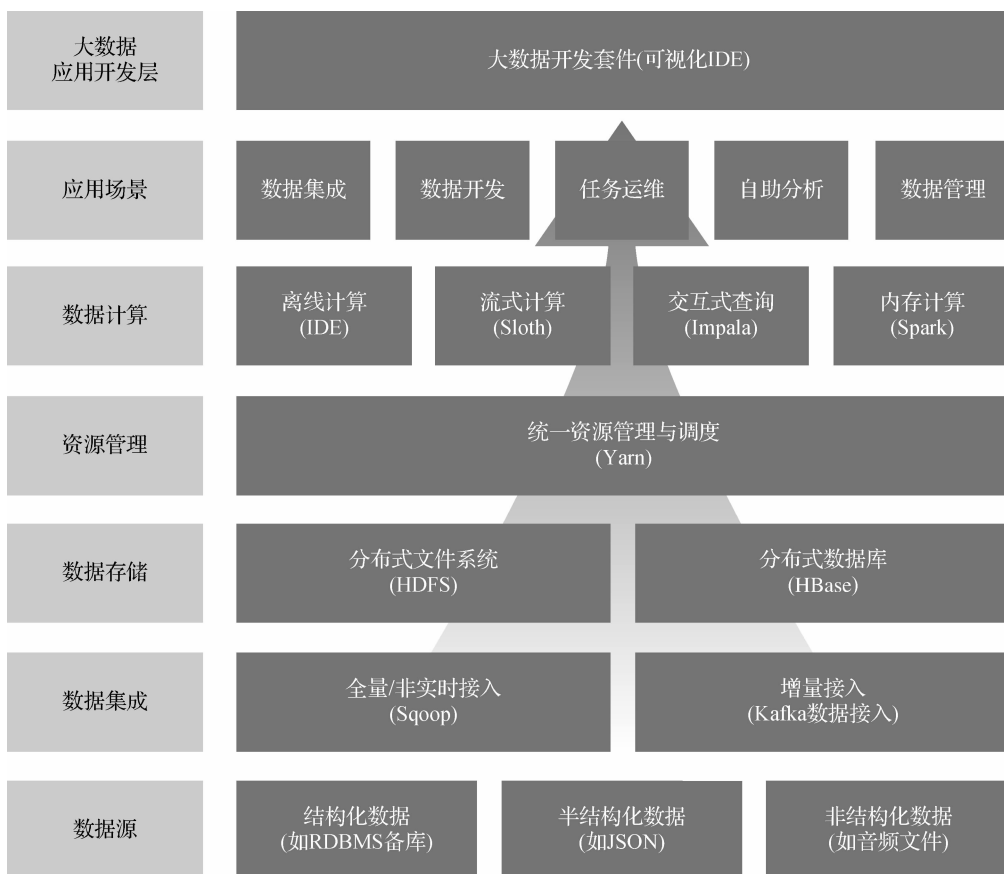 大数据
应用开发层
大数据开发套件(可视化IDE)
应用场景
数据集成
数据开发
任务运维
自助分析
数据管理
数据计算
离线计算
(IDE)
流式计算
(Sloth)
交互式查询
(Impala)
内存计算
(Spark)
资源管理
统一资源管理与调度
(Yarn)
数据存储
分布式文件系统
(HDFS)
分布式数据库
(HBase)
数据集成
全量/非实时接入
(Sqoop)
增量接入
(Kafka数据接入)
数据源
结构化数据
(如RDBMS备库)
半结构化数据
(如JSON)
非结构化数据
(如音频文件)